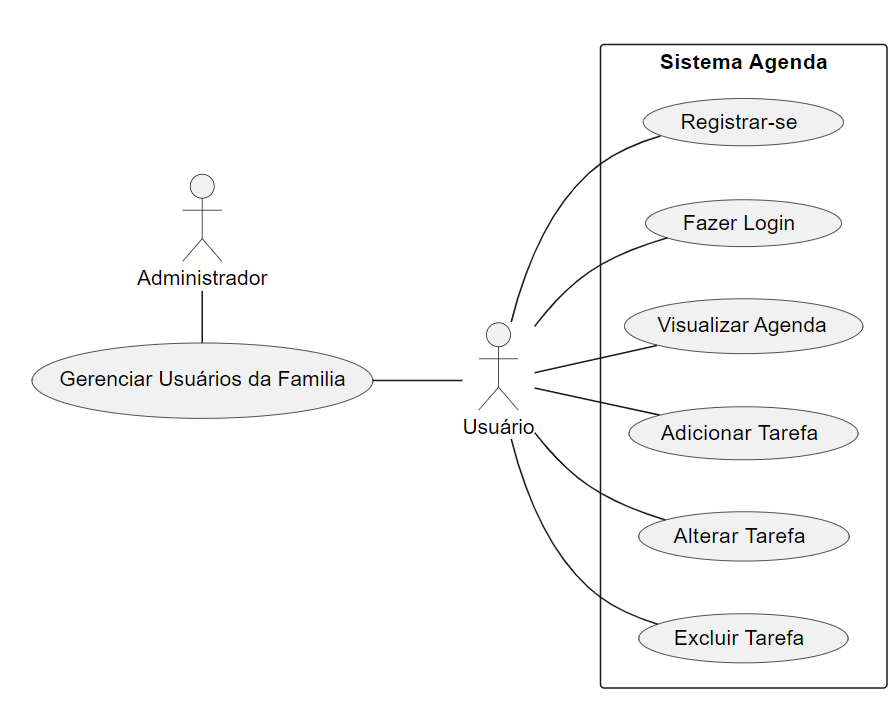 Sistema Agenda
Registrar-se
Fazer Login
Administrador
Visualizar Agenda
Gerenciar Usuários da Familia
Usuário
Adicionar Tarefa
Alterar Tarefa
Excluir Tarefa